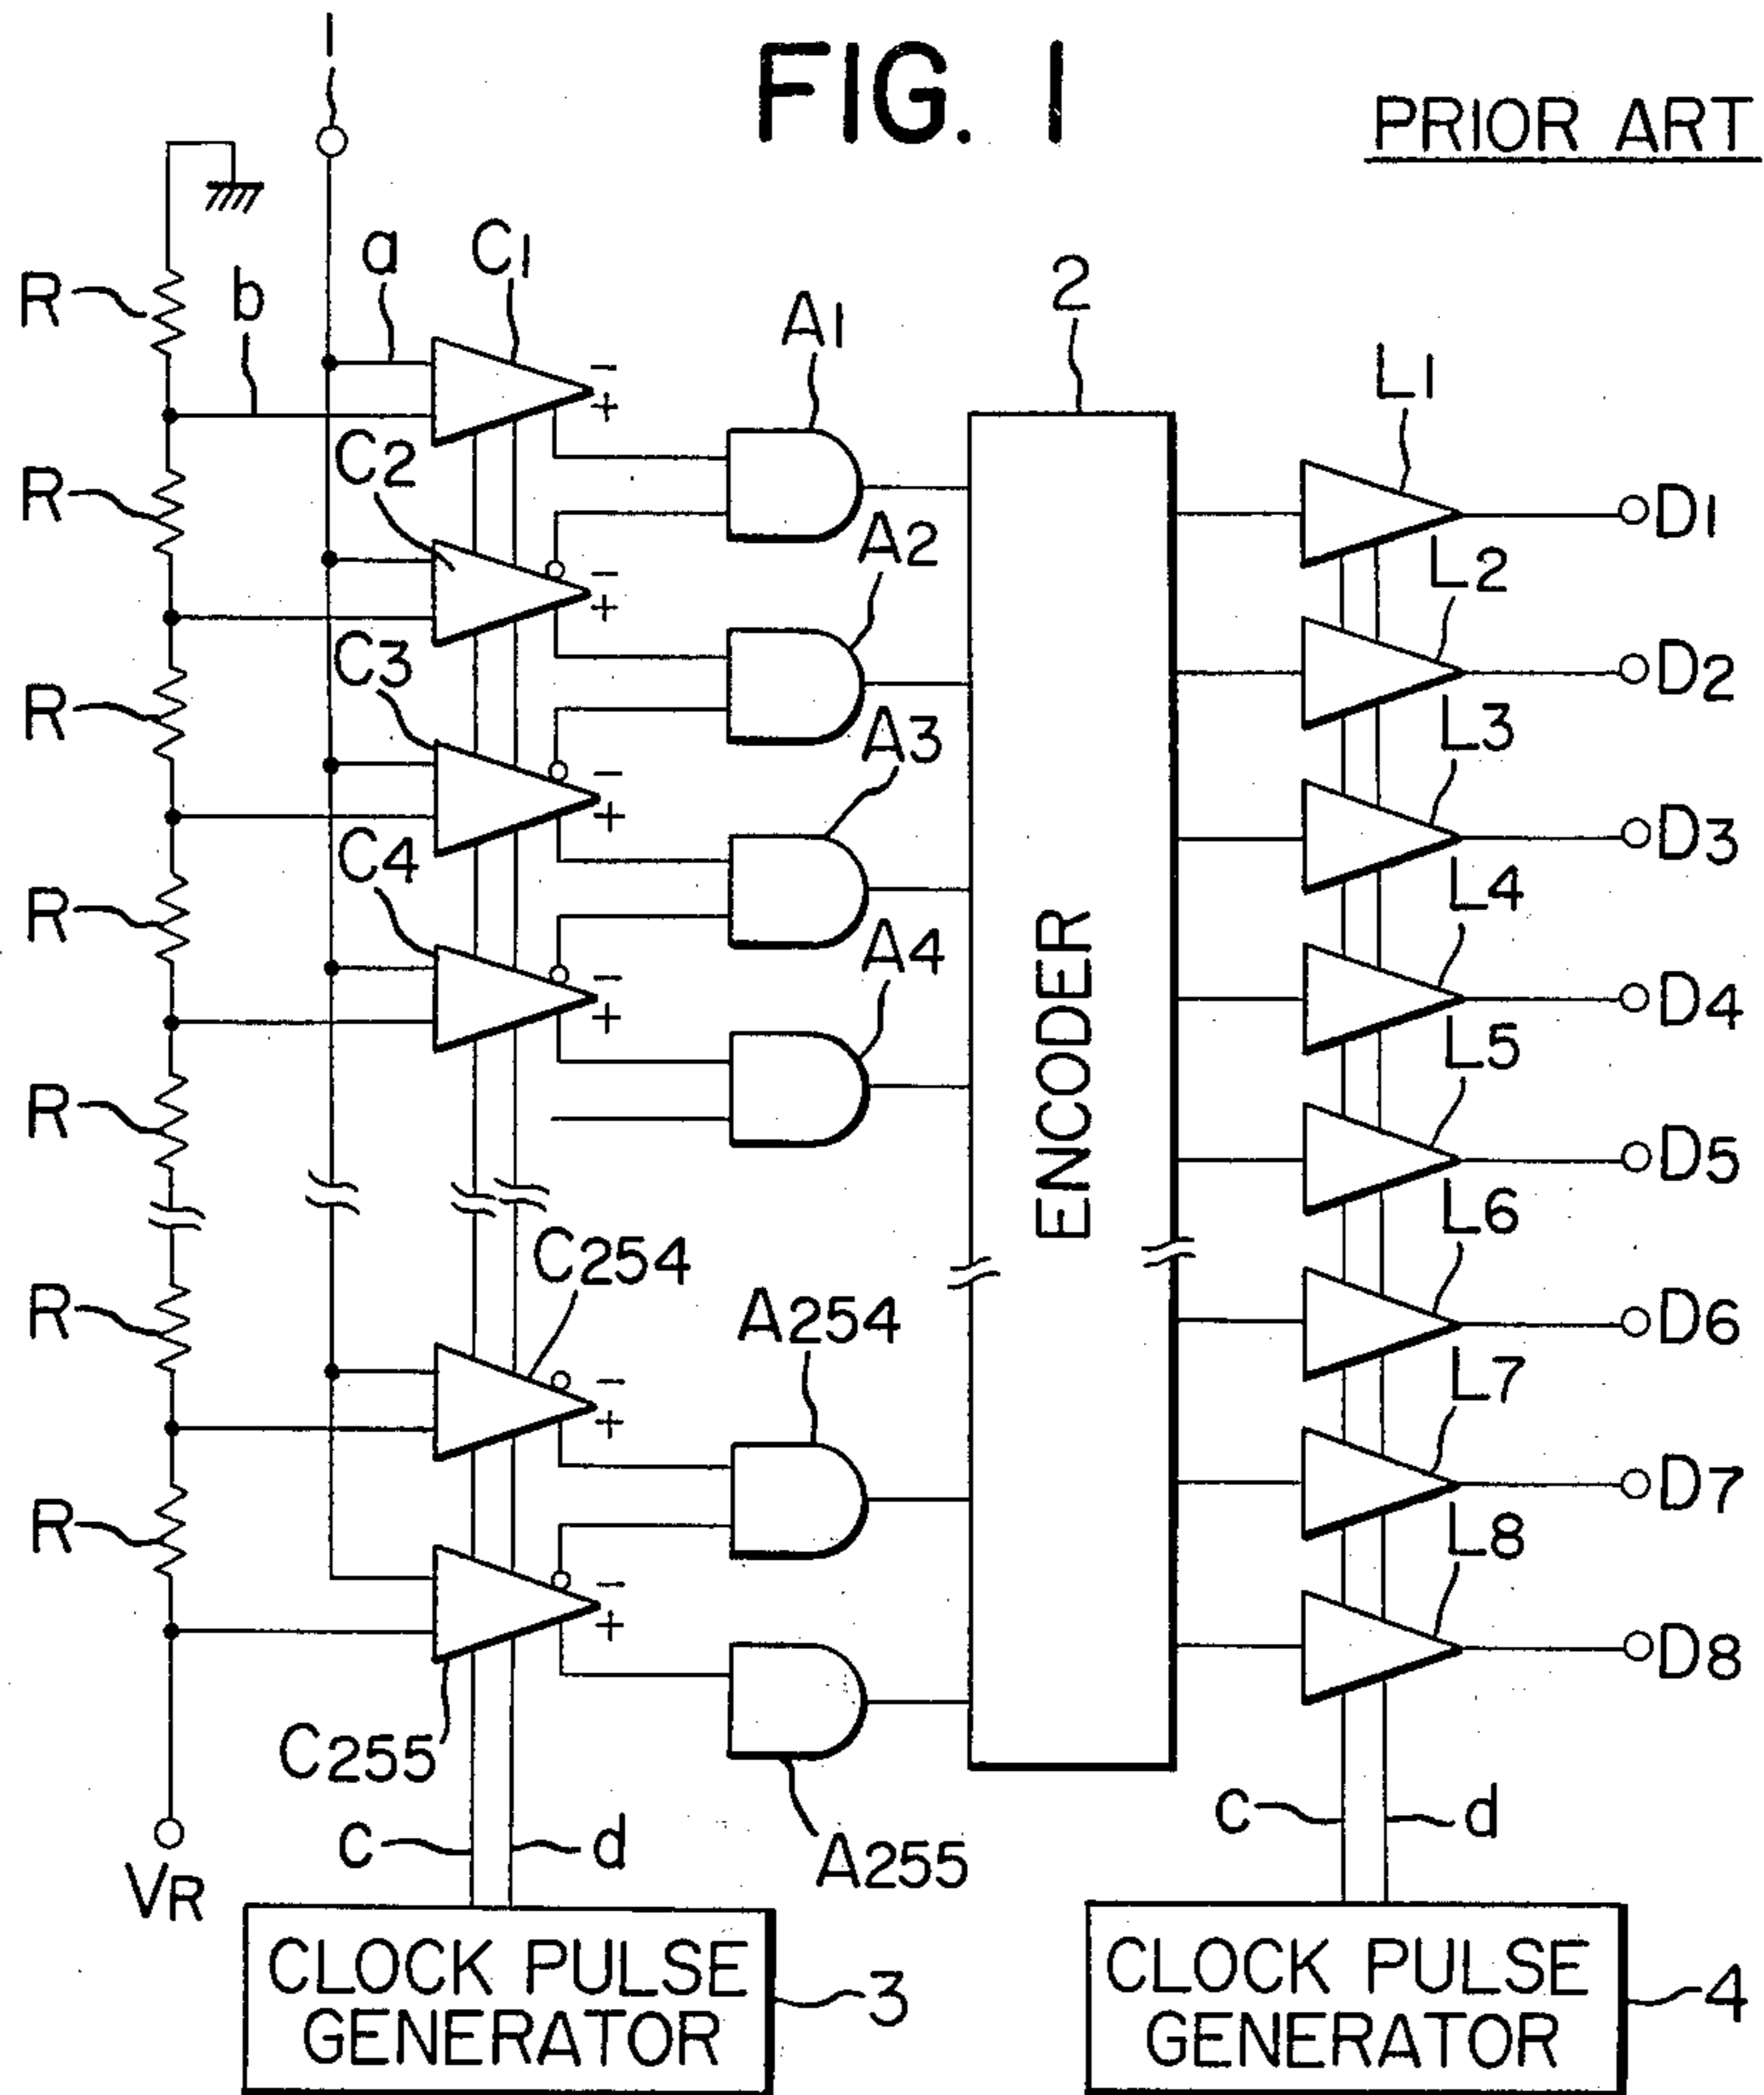 FIG. 1
PRIOR ART
1
a
C1
b
R
A1
2
L1
C2
R
A2
D1
L2
C3
R
A3
D2
L3
C4
R
A4
D3
L4
ENCODER
D4
R
L5
D5
C254
L6
R
A254
D6
L7
D7
R
L8
D8
C255
A255
VR
c
d
c
d
CLOCK PULSE
GENERATOR
3
CLOCK PULSE
GENERATOR
4
-
+
-
+
-
+
-
+
-
+
-
+